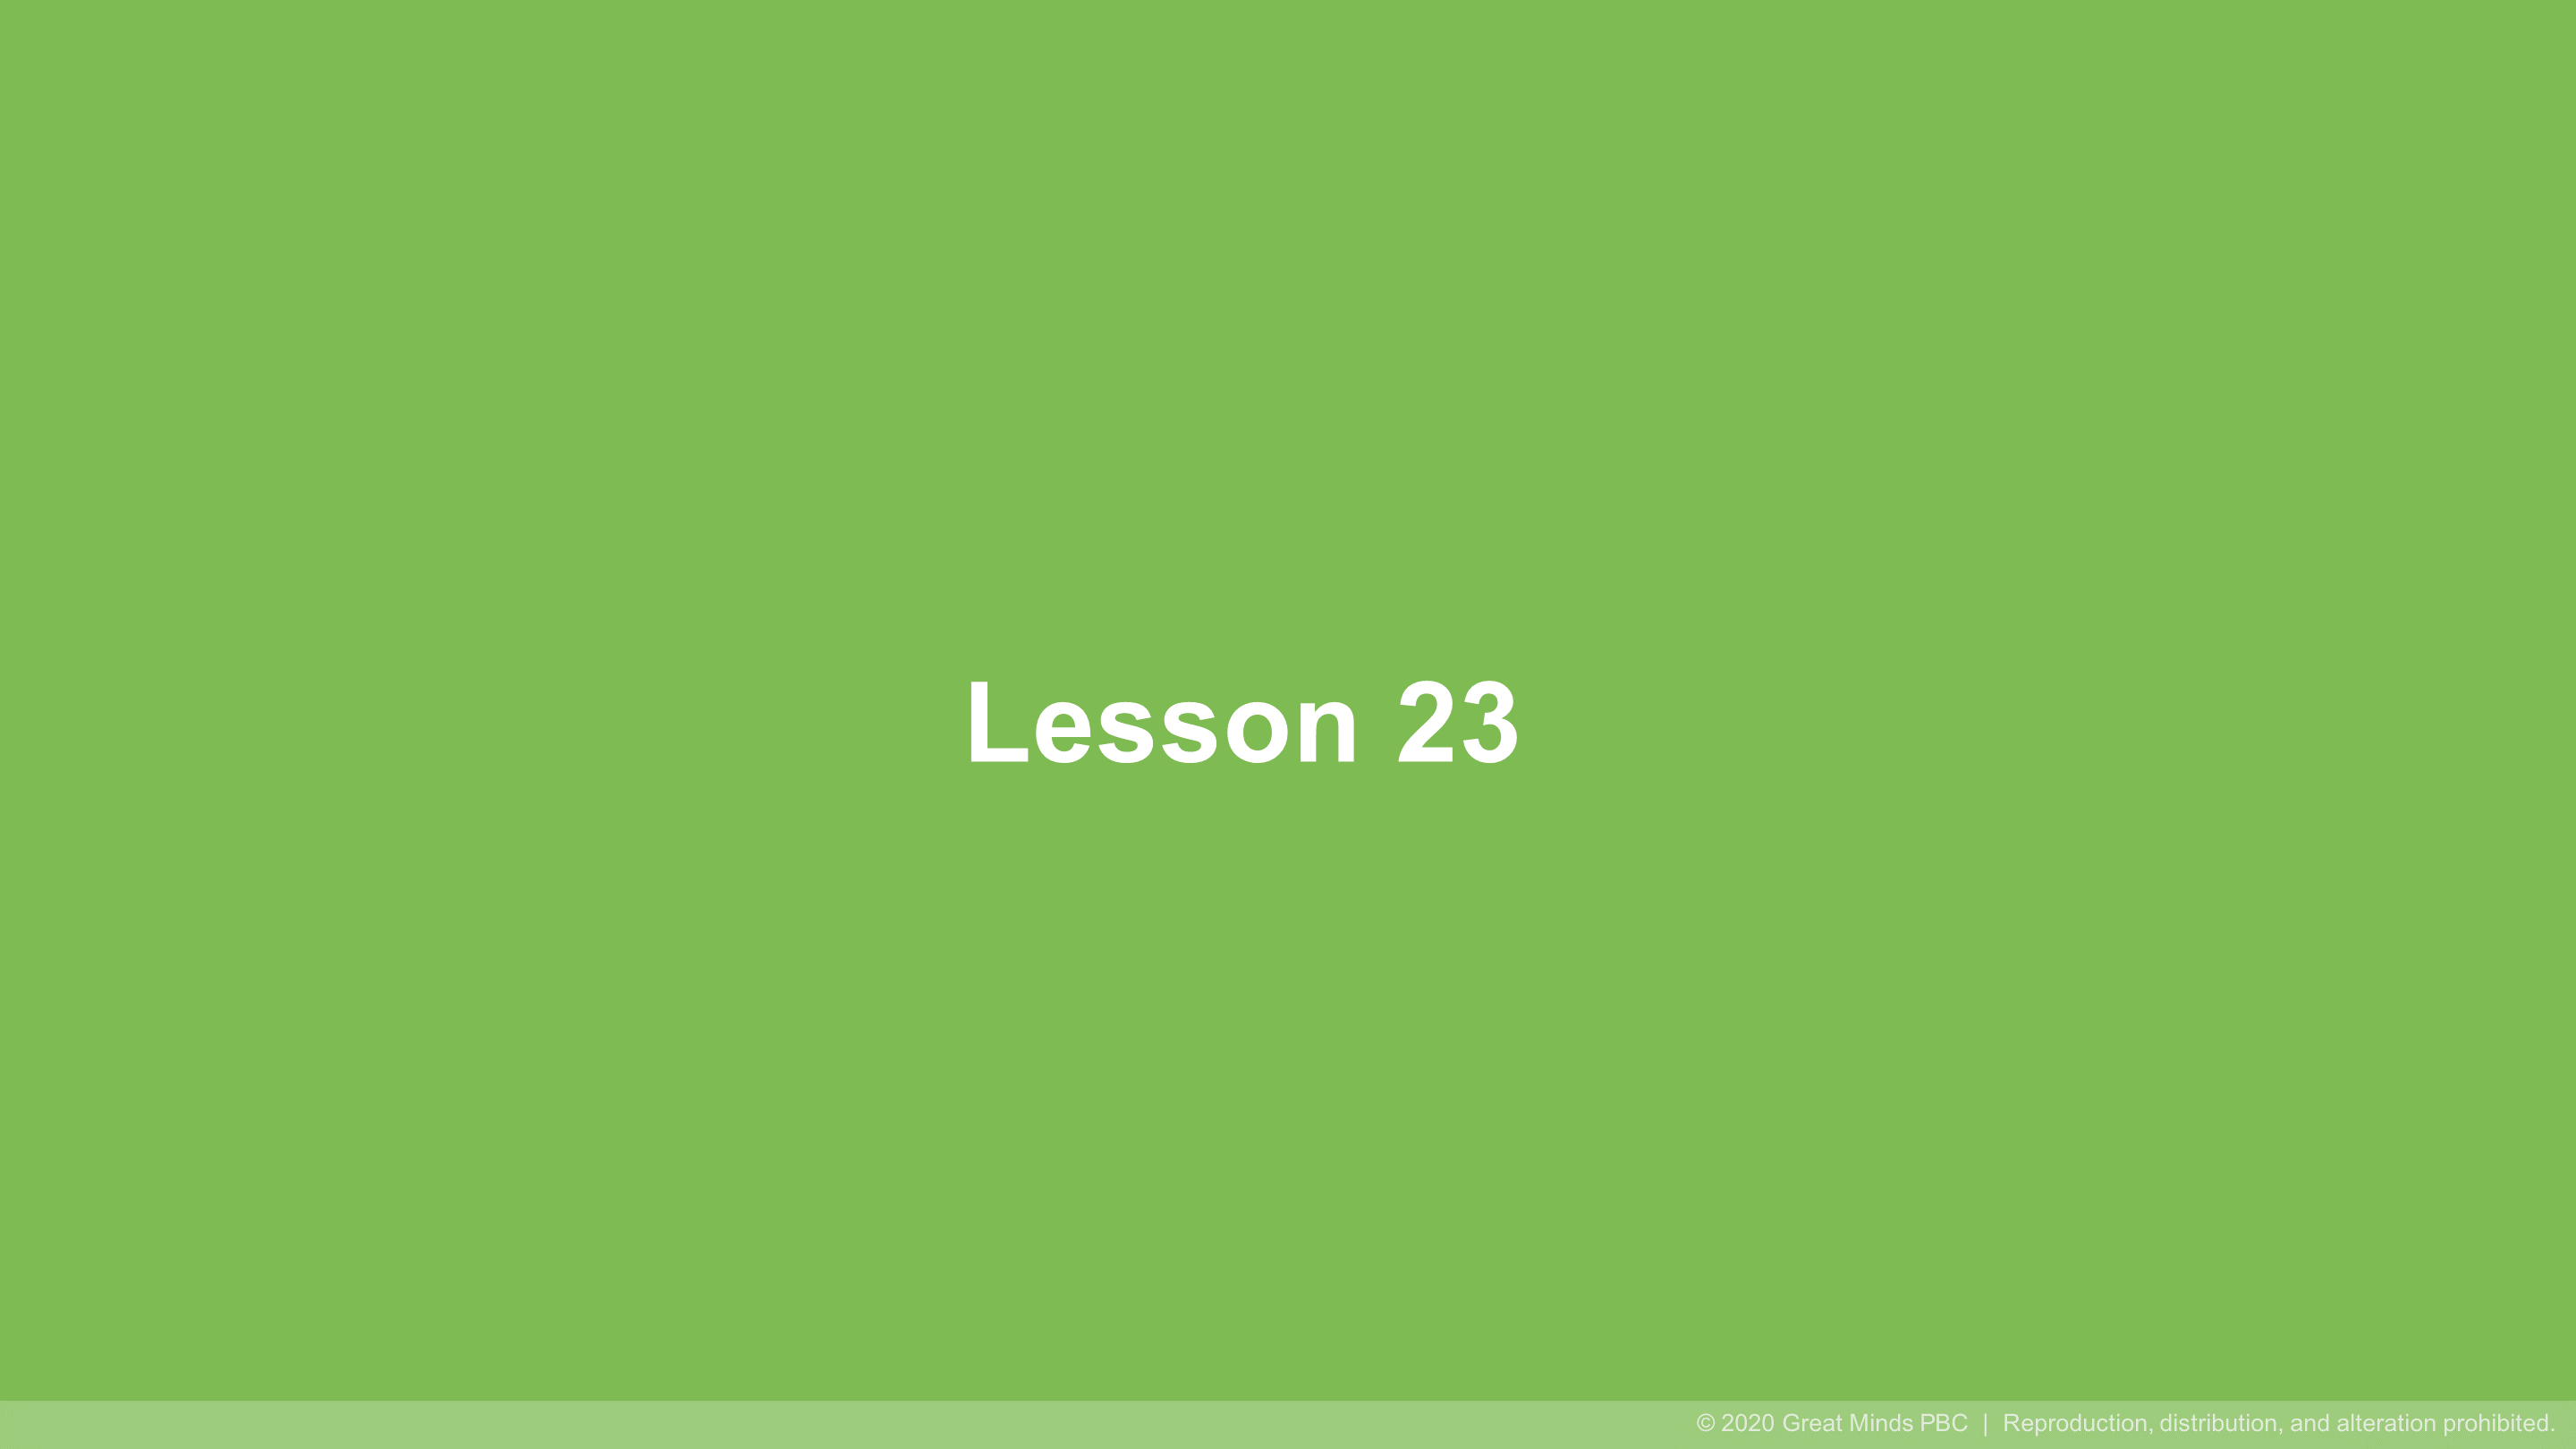 Lesson 23
© 2020 Great Minds PBC | Reproduction, distribution, and alteration prohibited.